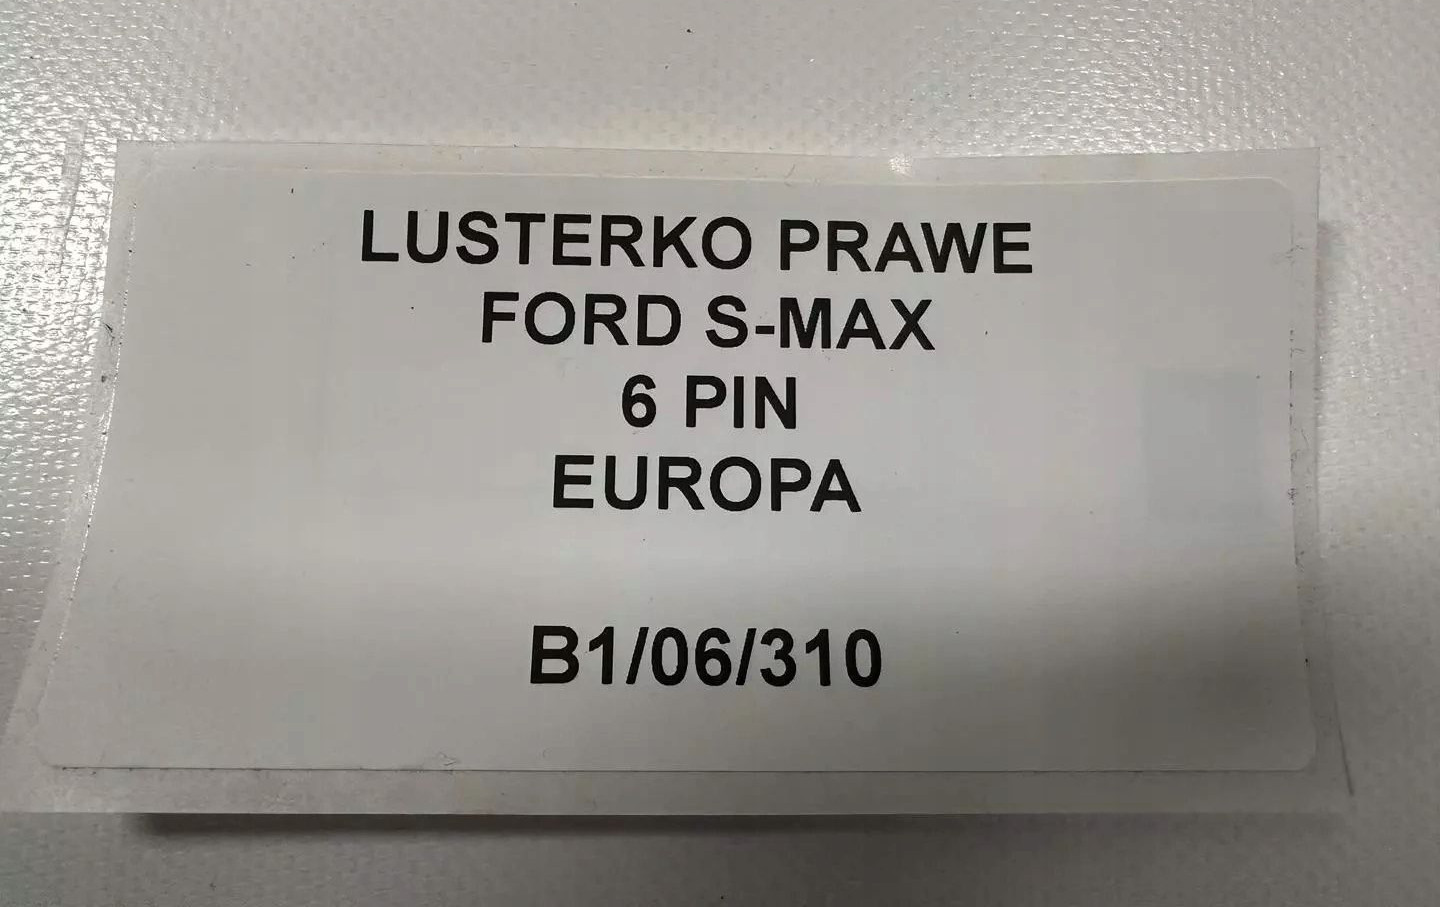 LUSTERKO PRAWE
FORD S-MAX
6 PIN
EUROPA
B1/06/310